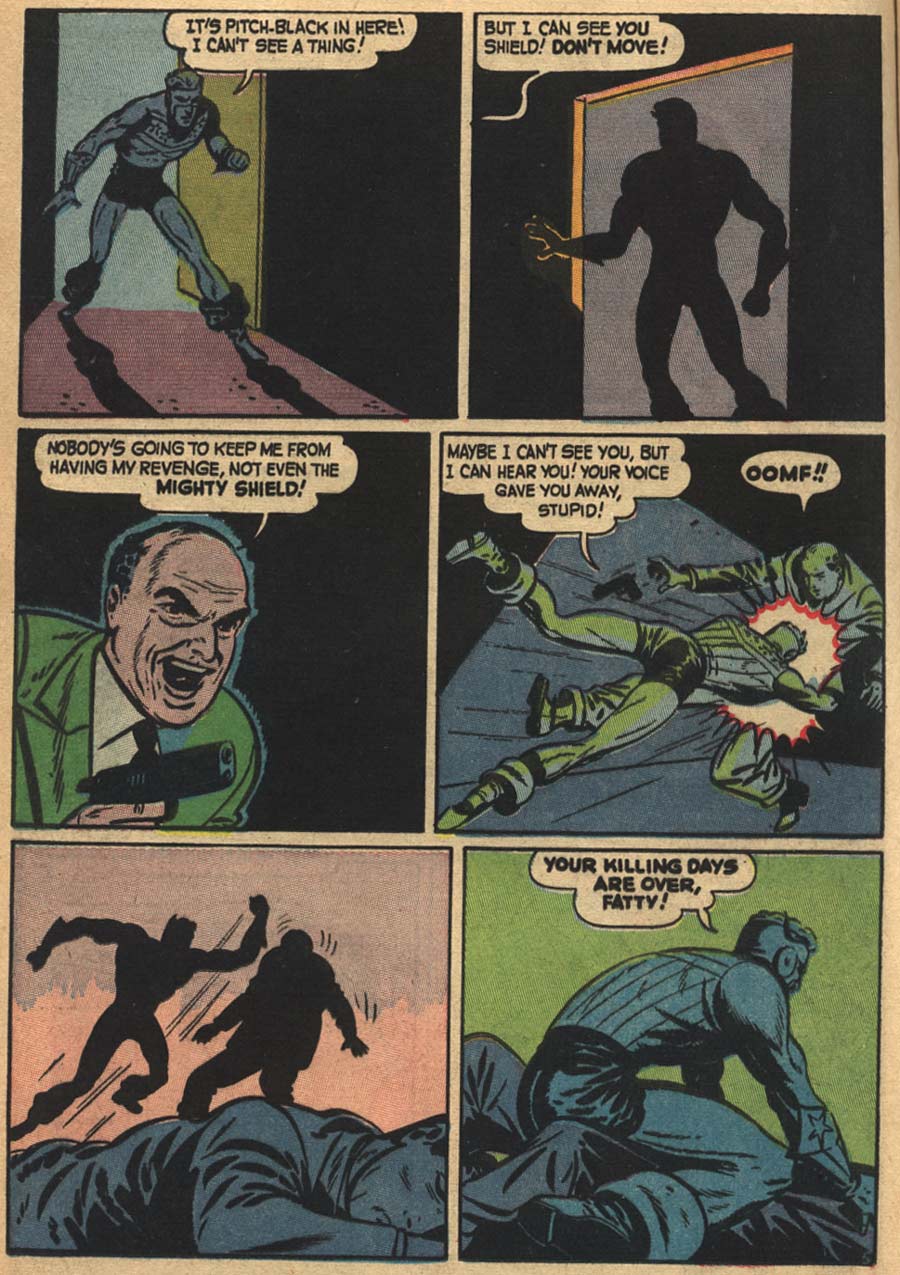 IT'S PITCH-BLACK IN HERE!
I CAN'T SEE A THING!
BUT I CAN SEE YOU
SHIELD! DON'T MOVE!
NOBODY'S GOING TO KEEP ME FROM
HAVING MY REVENGE, NOT EVEN THE
MIGHTY SHIELD!
MAYBE I CAN'T SEE YOU, BUT
I CAN HEAR YOU! YOUR VOICE
GAVE YOU AWAY,
STUPID!
OOMF!!
YOUR KILLING DAYS
ARE OVER,
FATTY!